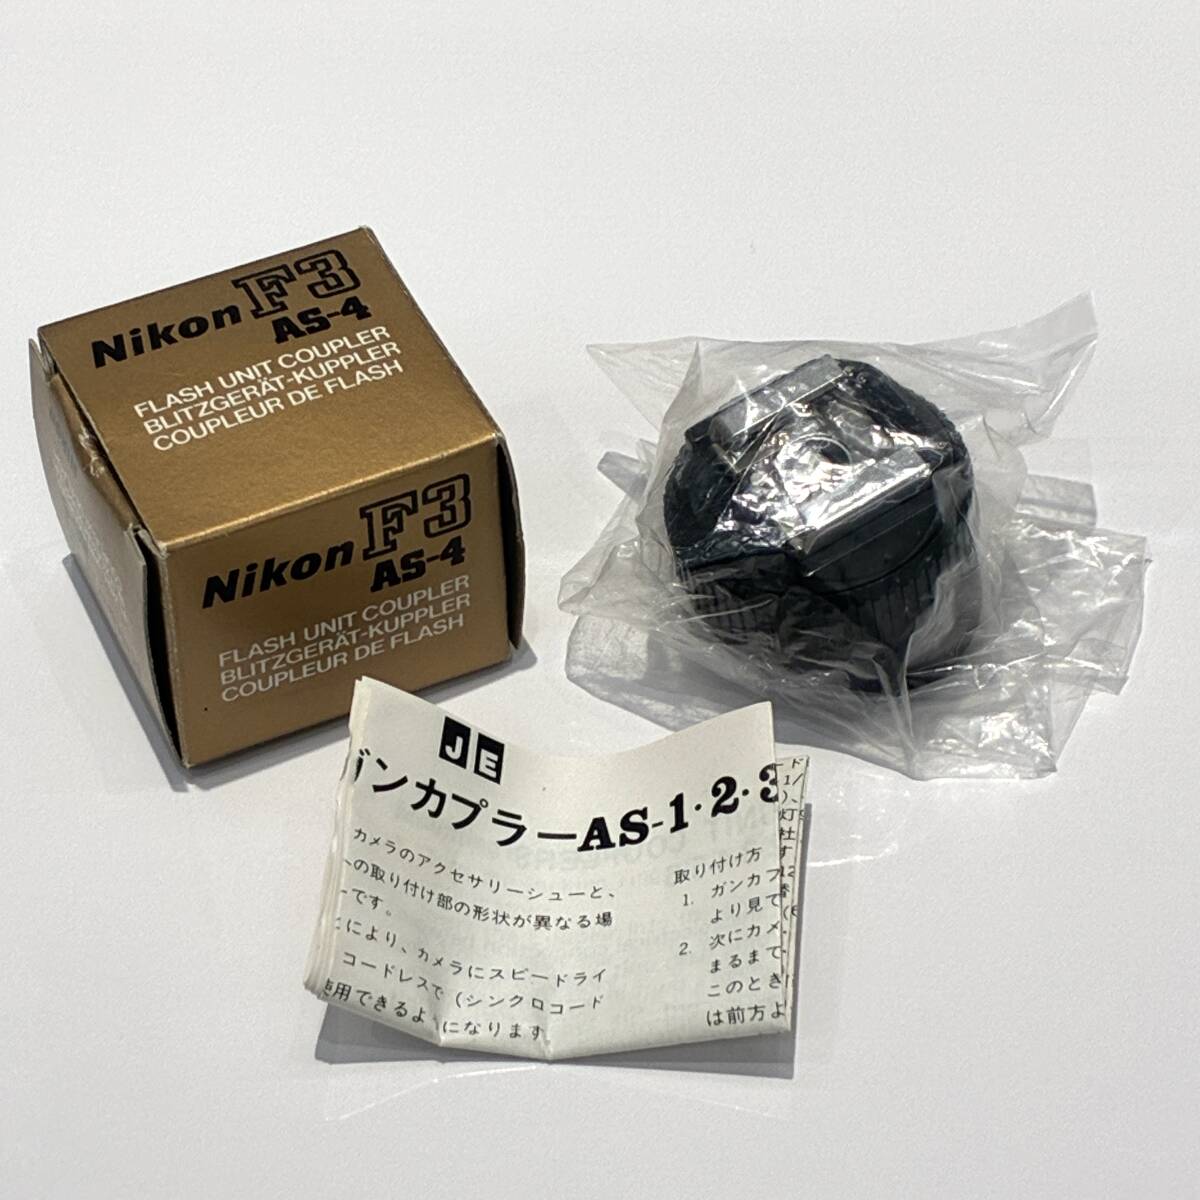 Nikon F3
AS-4
FLASH UNIT COUPLER
BLITZGERÄT-KUPPLER
COUPLEUR DE FLASH
Nikon F3
AS-4
FLASH UNIT COUPLER
BLITZGERÄT-KUPPLER
COUPLEUR DE FLASH
JE
ガンカプラーAS-1・2・3
カメラのアクセサリーシューと、
の取り付け部の形状が異なる場
ーです。
により、カメラにスピードライ
コードレスで(シンクロコード
使用できるようになります
取り付け方
1. ガンカプ
より見て
2. 次にカメ
まるまで
このとき
は前方よ